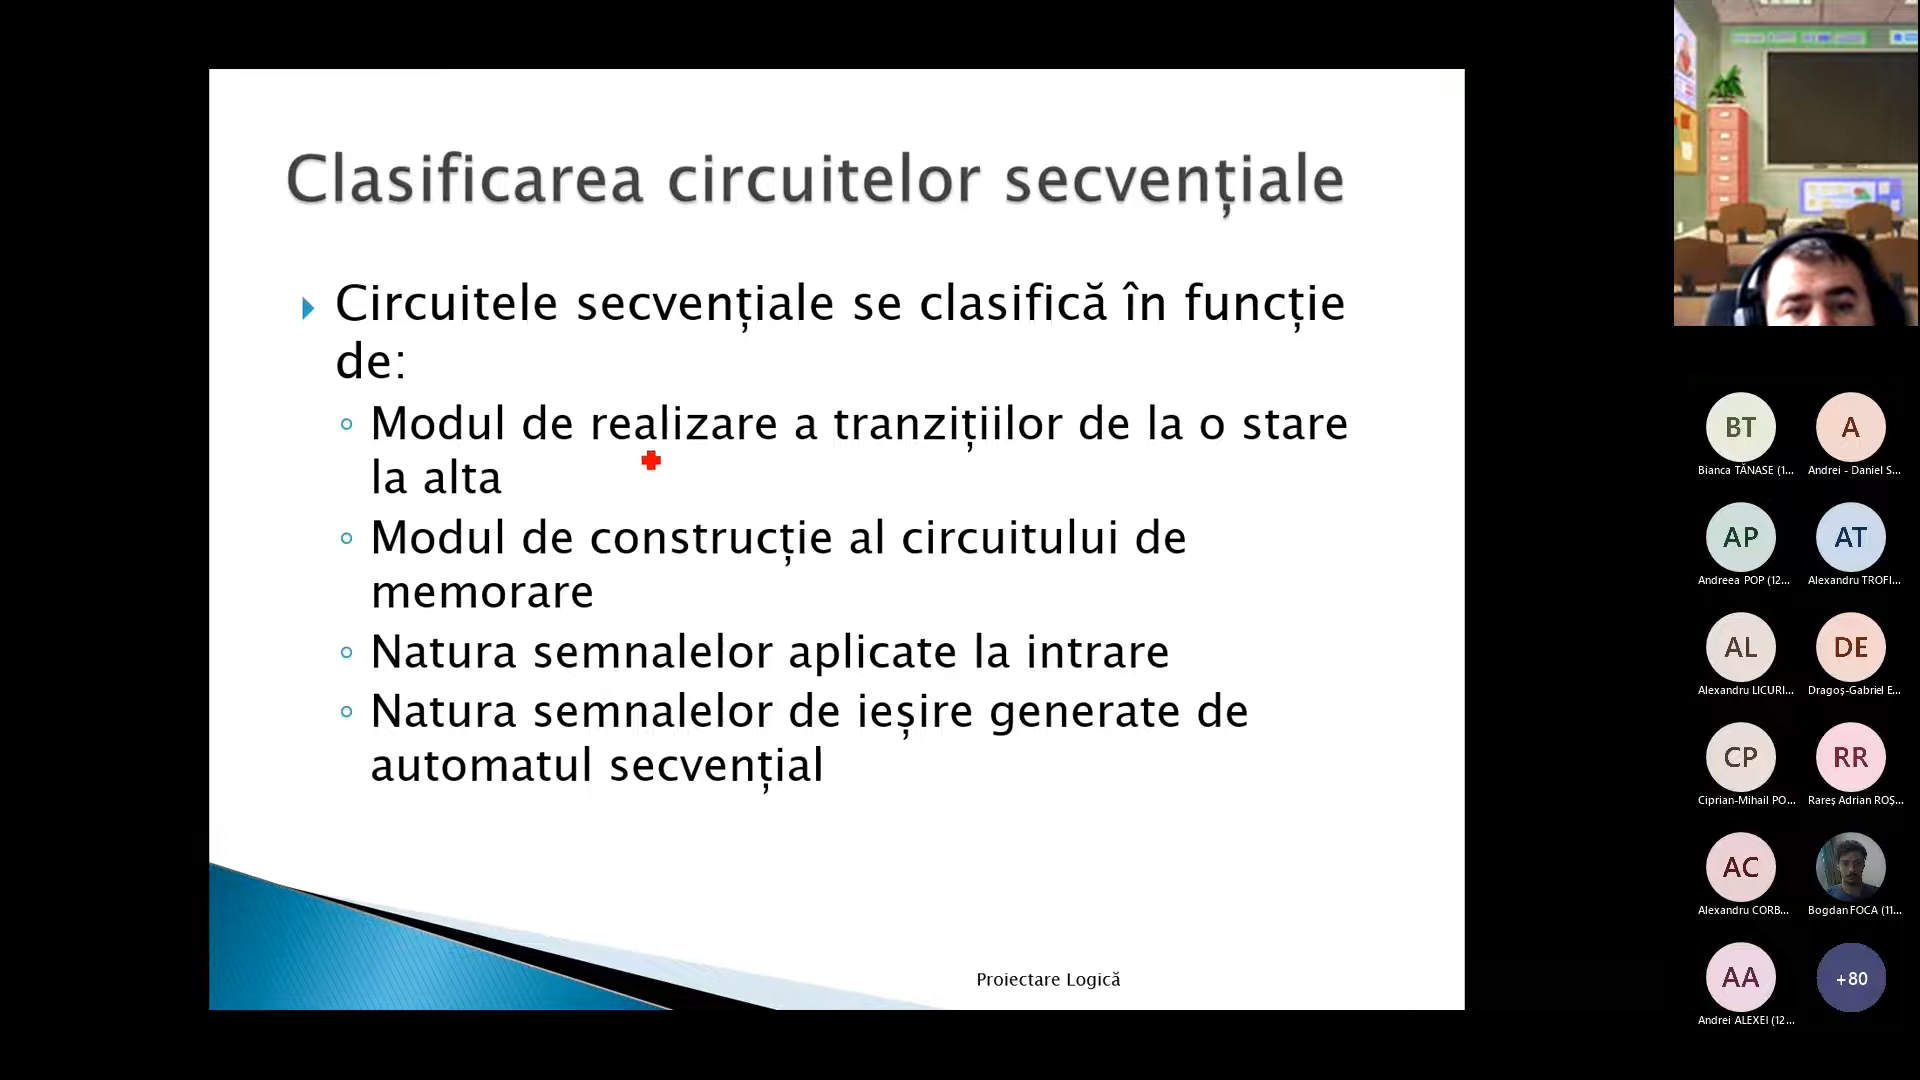 Clasificarea circuitelor secvențiale
Circuitele secvențiale se clasifică în funcție
de:
Modul de realizare a tranzițiilor de la o stare
la alta
Modul de construcție al circuitului de
memorare
Natura semnalelor aplicate la intrare
Natura semnalelor de ieșire generate de
automatul secvențial
Proiectare Logică
BT
Bianca TĂNASE (1...
A
Andrei - Daniel S...
AP
Andreea POP (12...
AT
Alexandru TROFI...
AL
Alexandru LICURI...
DE
Dragoș-Gabriel E...
CP
Ciprian-Mihail PO...
RR
Rareș Adrian ROȘ...
AC
Alexandru CORB...
Bogdan FOCA (11...
AA
Andrei ALEXEI (12...
+80